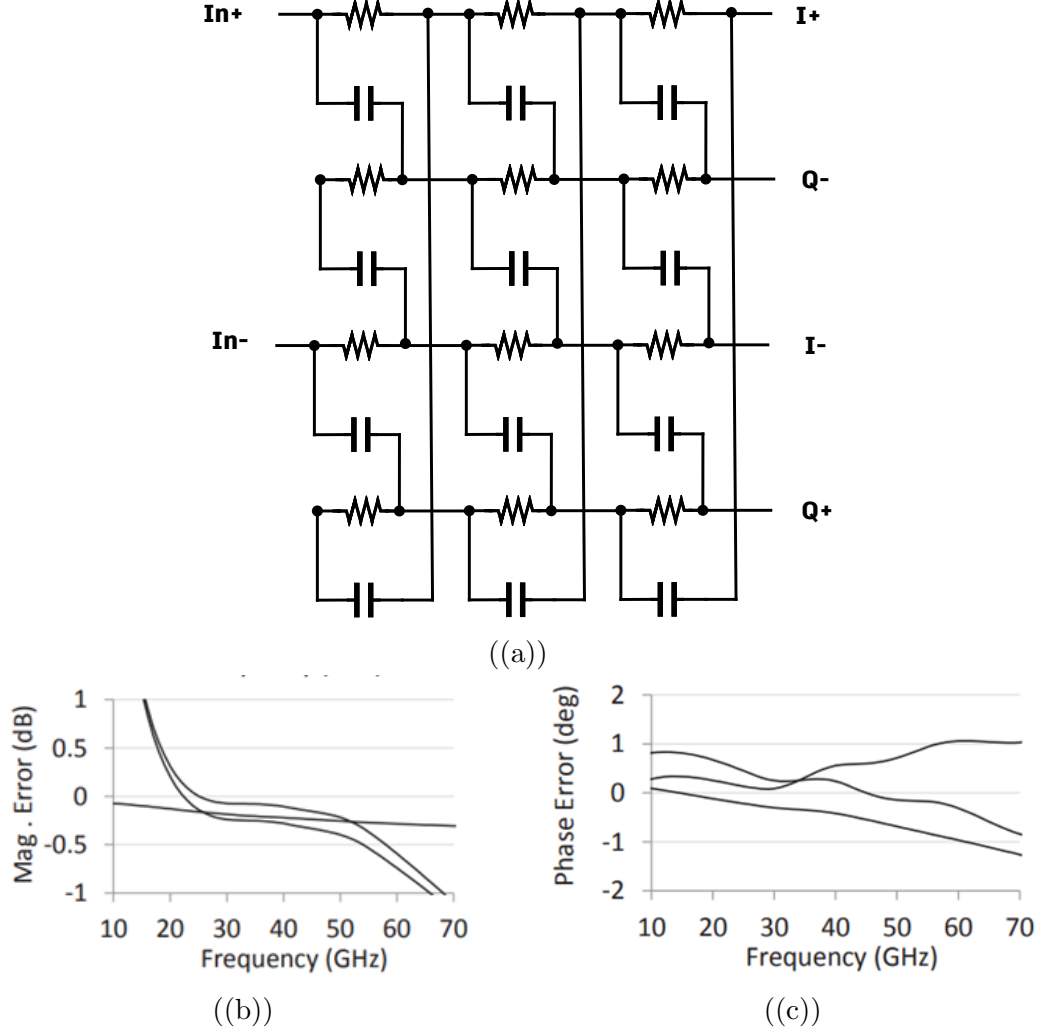 In+ I+
Q-
In- I-
Q+
((a))
Mag . Error (dB)
1
0.5
0
-0.5
-1
10 20 30 40 50 60 70
Frequency (GHz)
((b))
Phase Error (deg)
2
1
0
-1
-2
10 20 30 40 50 60 70
Frequency (GHz)
((c))